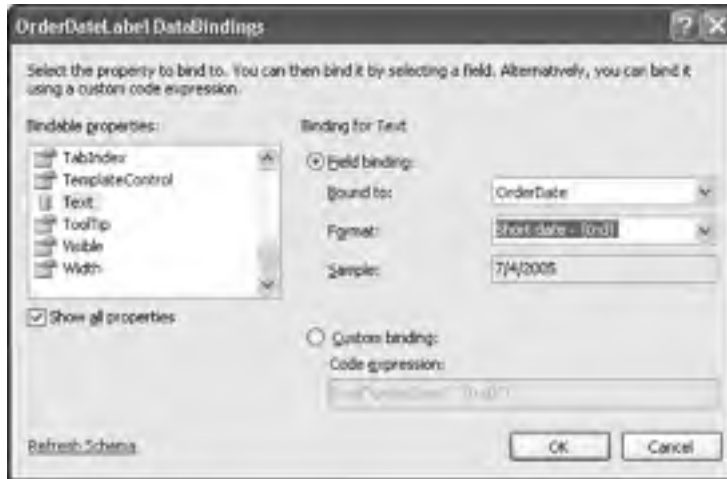 OrderDateLabel DataBindings
Select the property to bind to. You can then bind it by selecting a field. Alternatively, you can bind it
using a custom code expression.
Bindable properties:
TabIndex
TemplateControl
Text
ToolTip
Visible
Width
Show all properties
Binding for Text
Field binding:
Bound to: OrderDate
Format: Short date - {0:d}
Sample: 7/4/2005
Custom binding:
Code expression:
Refresh Schema
OK Cancel